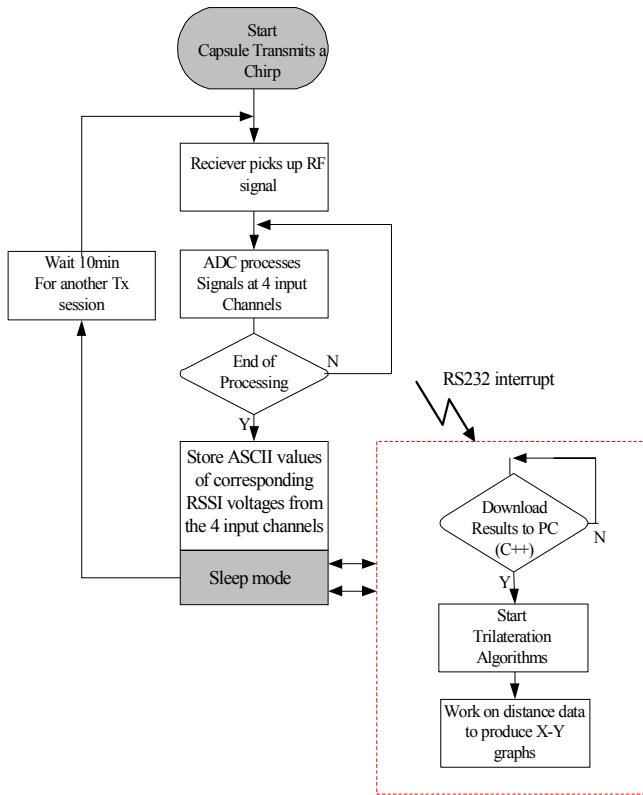 Start
Capsule Transmits a
Chirp
Reciever picks up RF
signal
Wait 10min
For another Tx
session
ADC processes
Signals at 4 input
Channels
End of
Processing
N
Y
RS232 interrupt
Store ASCII values
of corresponding
RSSI voltages from
the 4 input channels
Sleep mode
Download
Results to PC
(C++)
N
Y
Start
Trilateration
Algorithms
Work on distance data
to produce X-Y
graphs